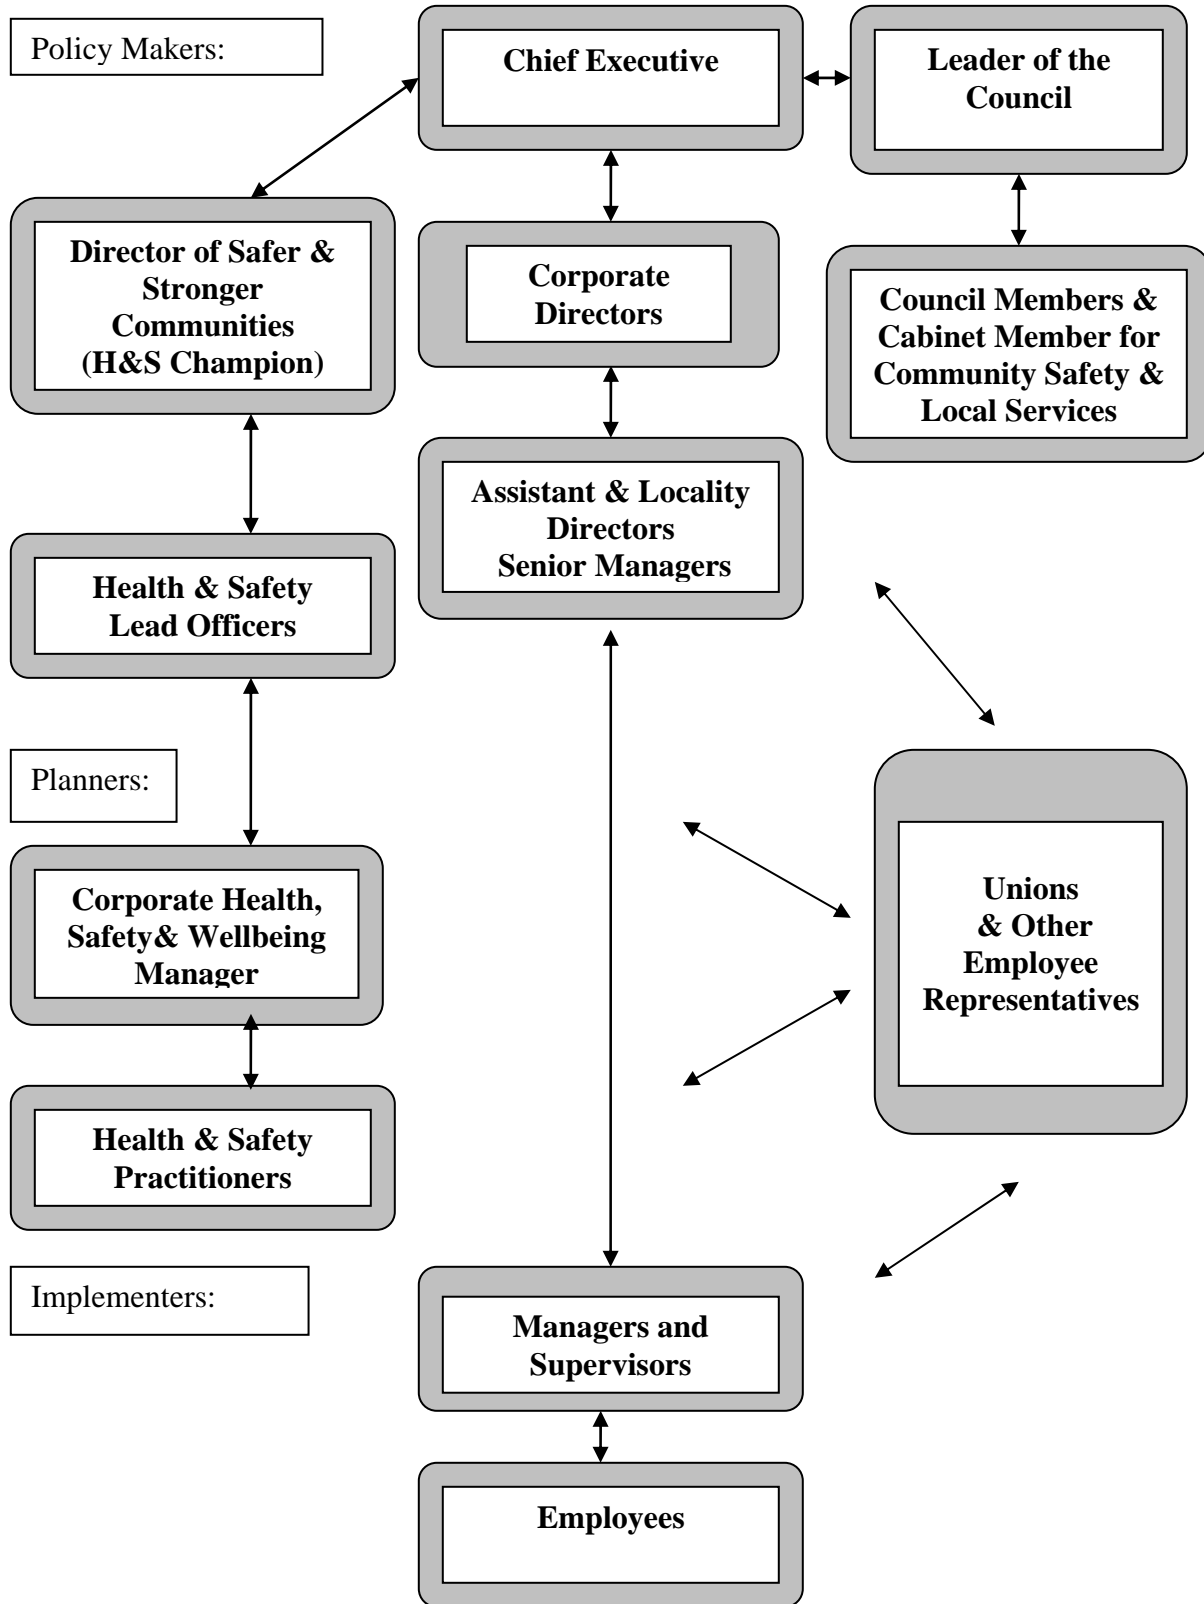 Policy Makers:
Chief Executive
Leader of the
Council
Director of Safer &
Stronger
Communities
(H&S Champion)
Corporate
Directors
Council Members &
Cabinet Member for
Community Safety &
Local Services
Assistant & Locality
Directors
Senior Managers
Health & Safety
Lead Officers
Planners:
Corporate Health,
Safety& Wellbeing
Manager
Unions
& Other
Employee
Representatives
Health & Safety
Practitioners
Implementers:
Managers and
Supervisors
Employees